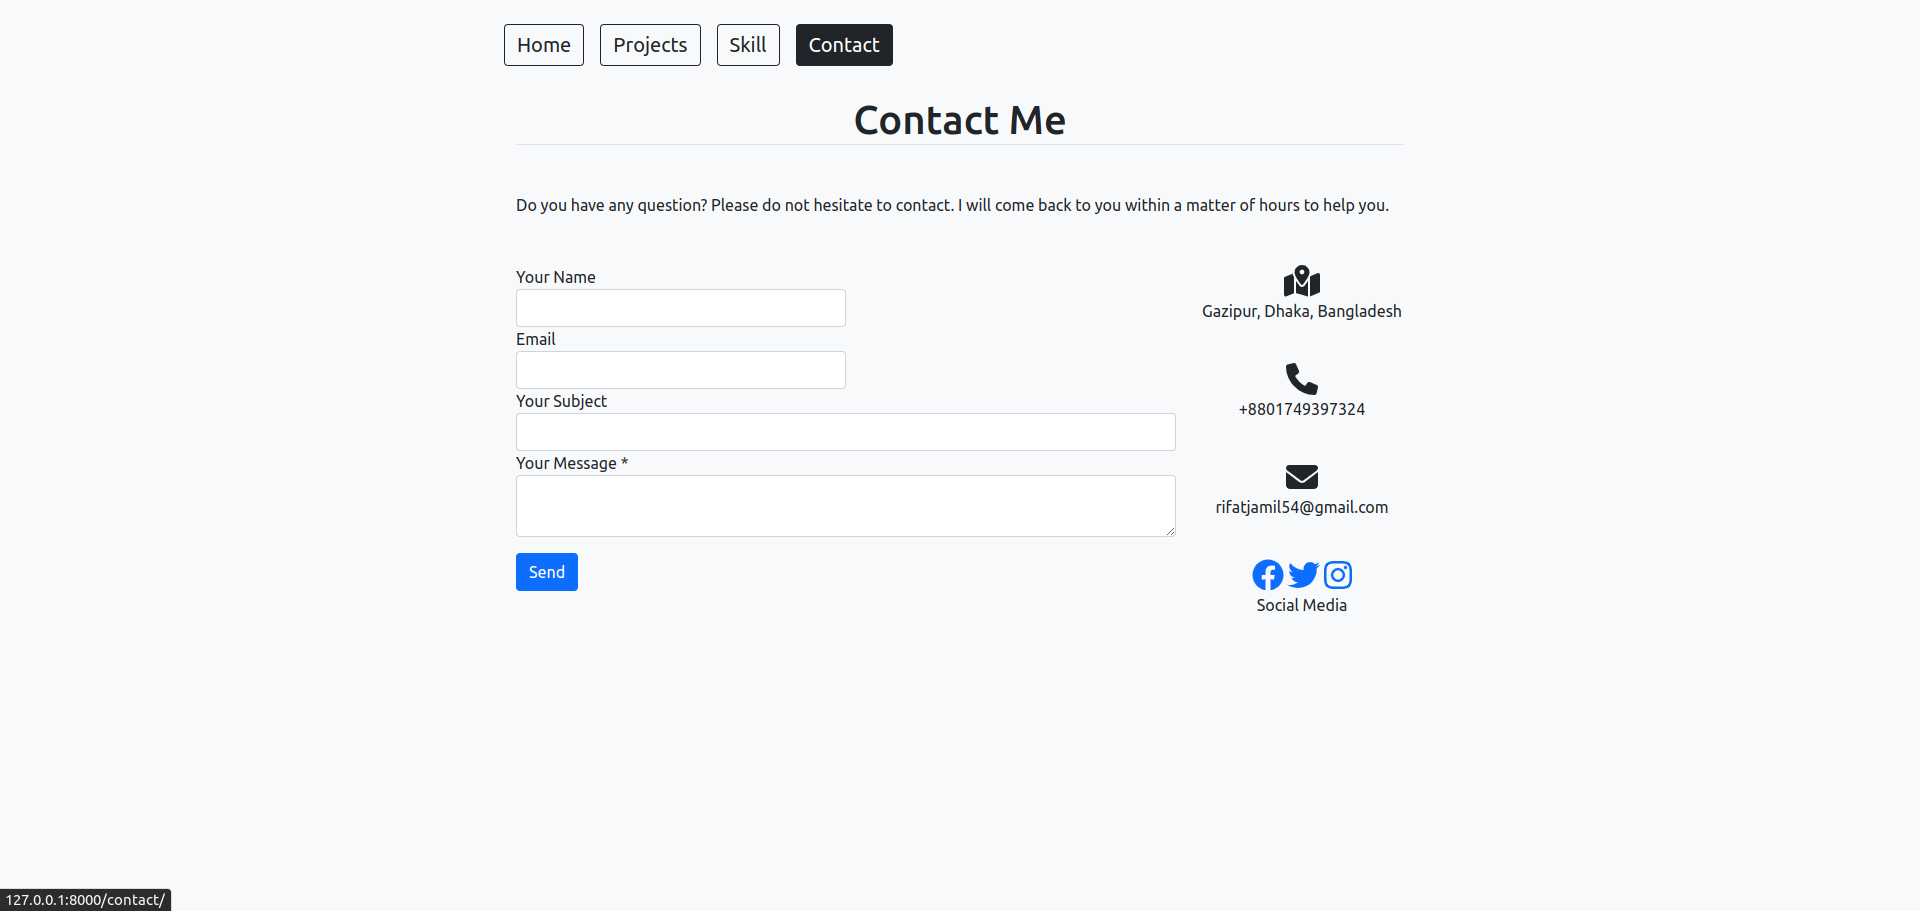 Home Projects Skill Contact
Contact Me
Do you have any question? Please do not hesitate to contact. I will come back to you within a matter of hours to help you.
Your Name
Email
Your Subject
Your Message *
Send
Gazipur, Dhaka, Bangladesh
+8801749397324
rifatjamil54@gmail.com
Social Media
127.0.0.1:8000/contact/